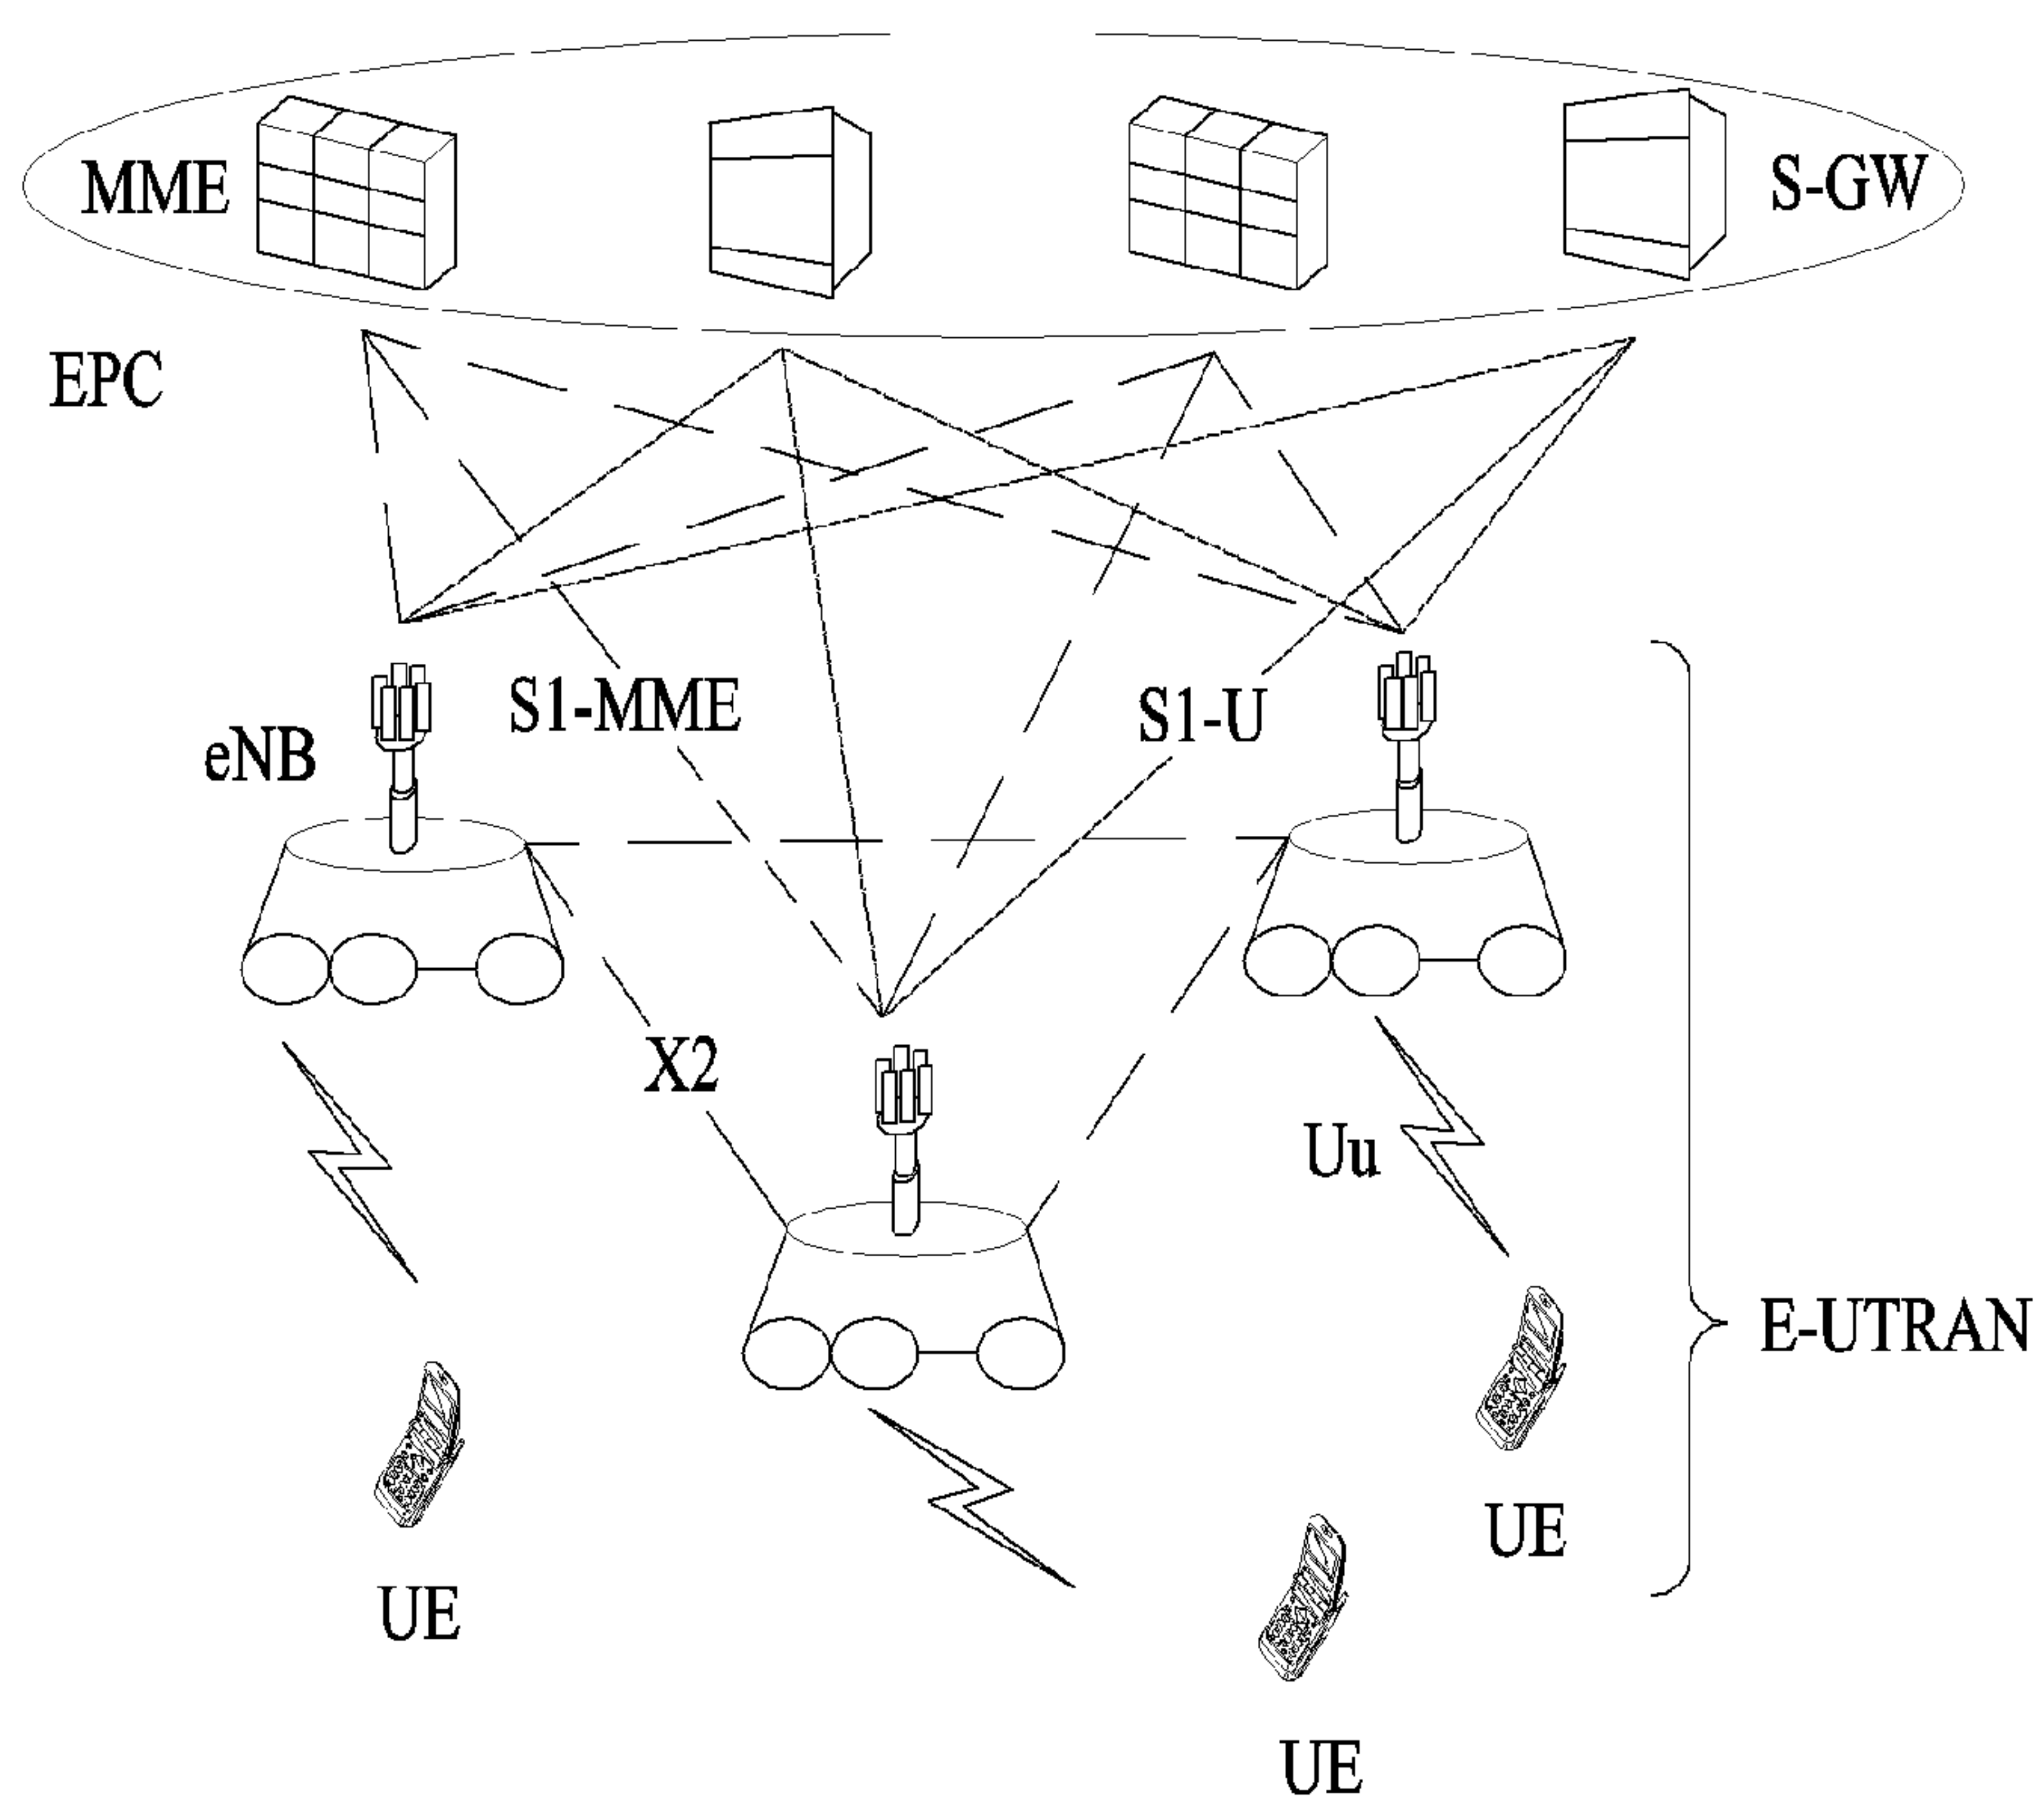 MME
S-GW
EPC
S1-MME
S1-U
eNB
X2
Uu
E-UTRAN
UE
UE
UE